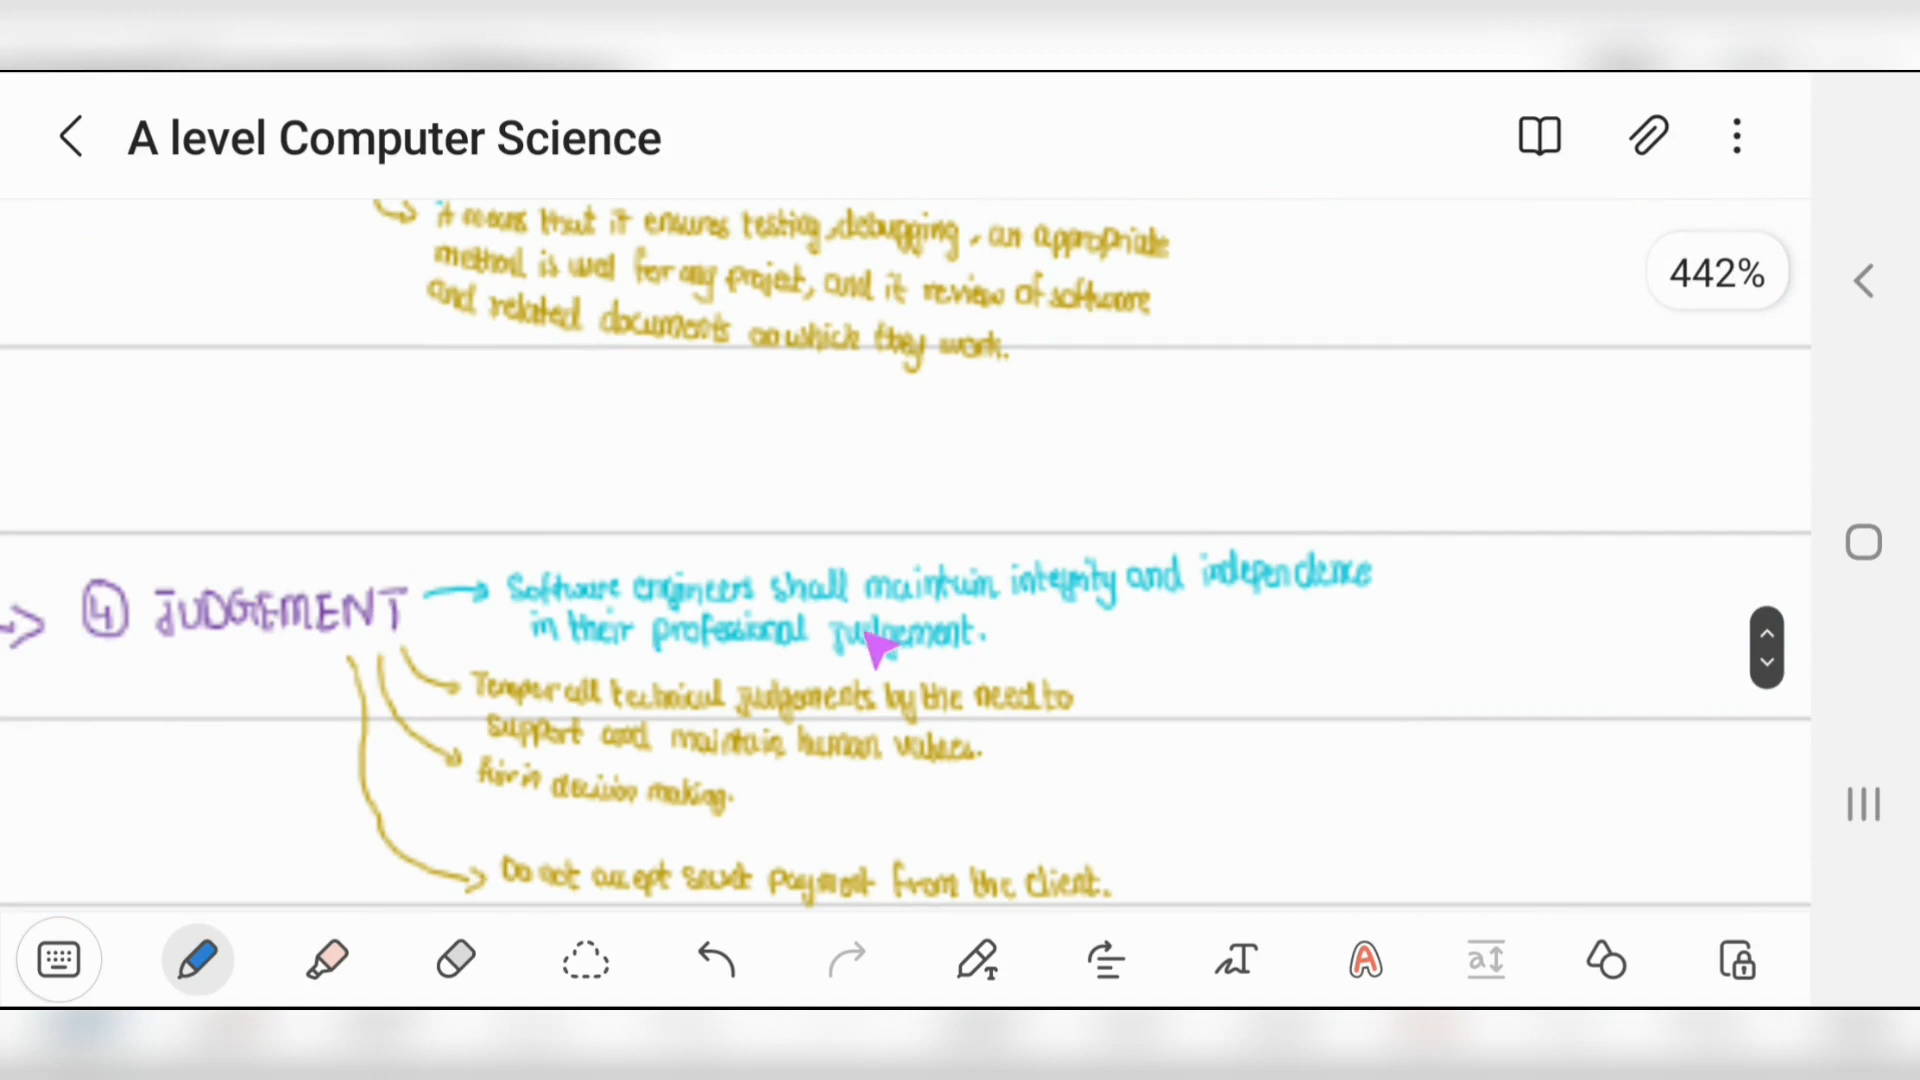 A level Computer Science
it means that it ensures testing, debugging, an appropriate
442%
method is used for any projet, and it review of software
and related documents on which they work.
④ JUDGEMENT → Software engineers shall maintain integrity and independence
in their professional judgement.
Temper all technical judgements by the need to
support and maintain human values.
Fair in decision making.
Do not accept secret payment from the client.